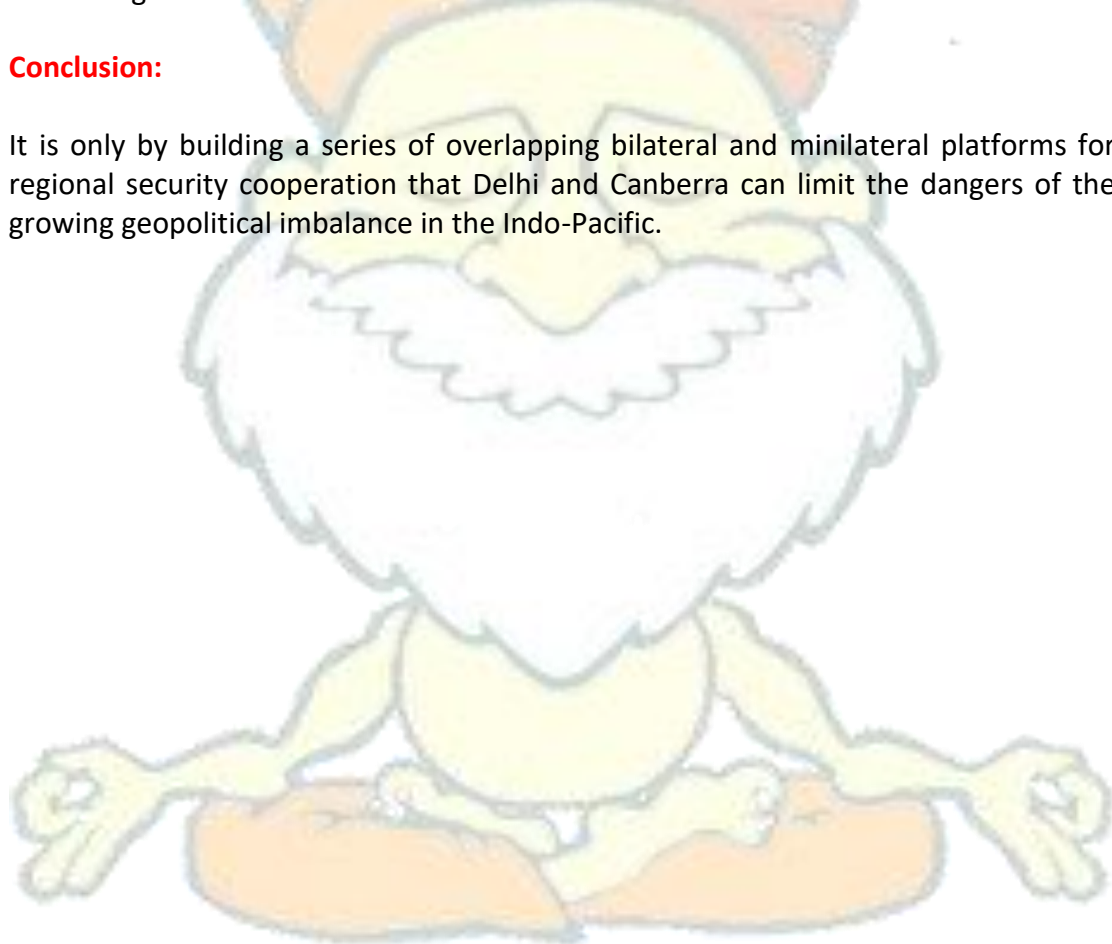 Conclusion:
It is only by building a series of overlapping bilateral and minilateral platforms for
regional security cooperation that Delhi and Canberra can limit the dangers of the
growing geopolitical imbalance in the Indo-Pacific.